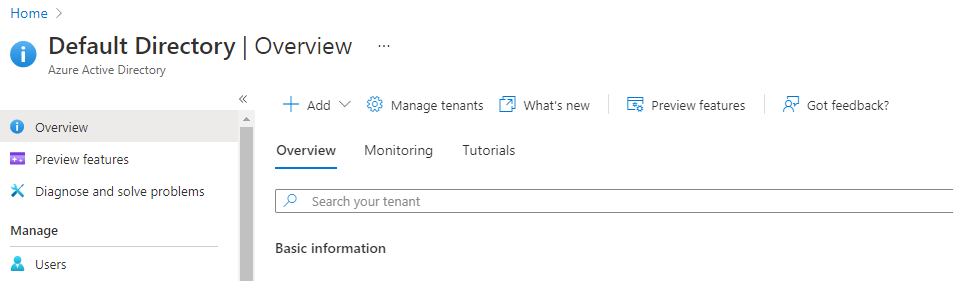 Home
Default Directory | Overview ...
Azure Active Directory
Add Manage tenants What's new Preview features Got feedback?
Overview
Preview features
Diagnose and solve problems
Manage
Users
Overview Monitoring Tutorials
Search your tenant
Basic information